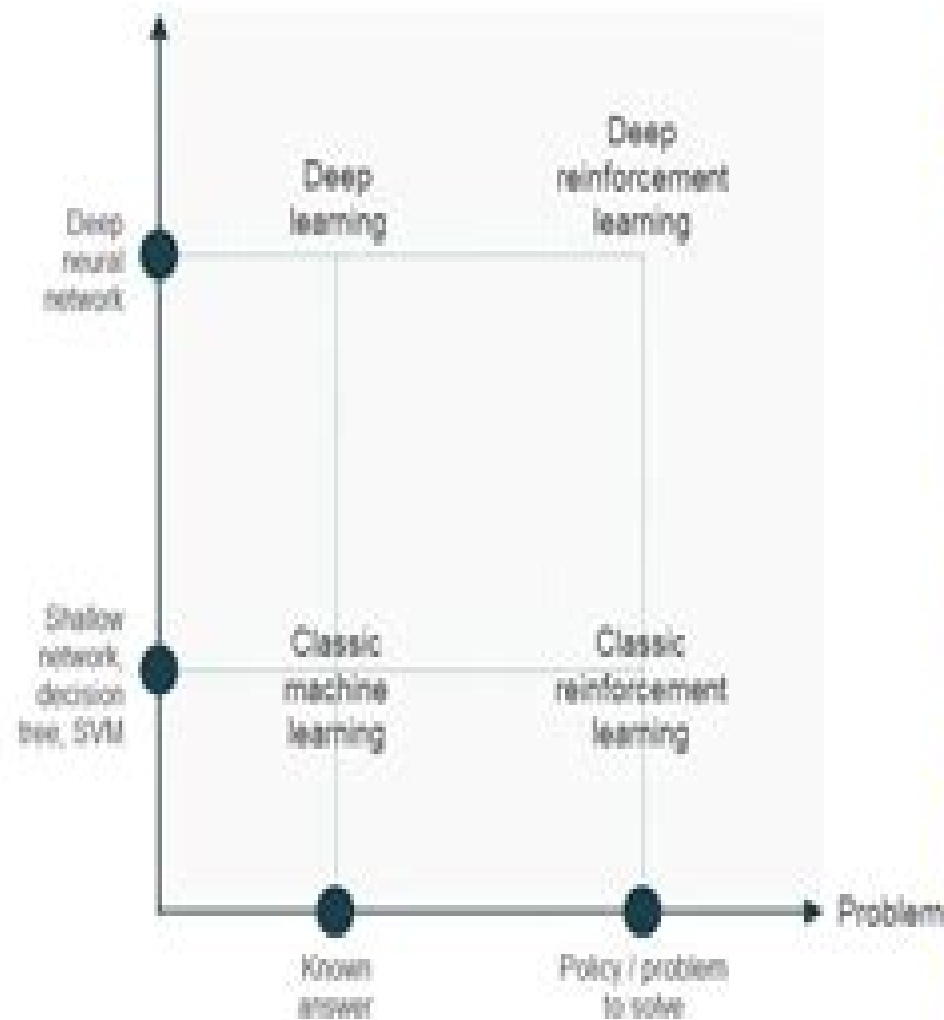 Deep
learning
Deep
reinforcement
learning
Deep
neural
network
Shallow
network,
decision
tree, SVM
Classic
machine
learning
Classic
reinforcement
learning
Problem
Known
answer
Policy / problem
to solve